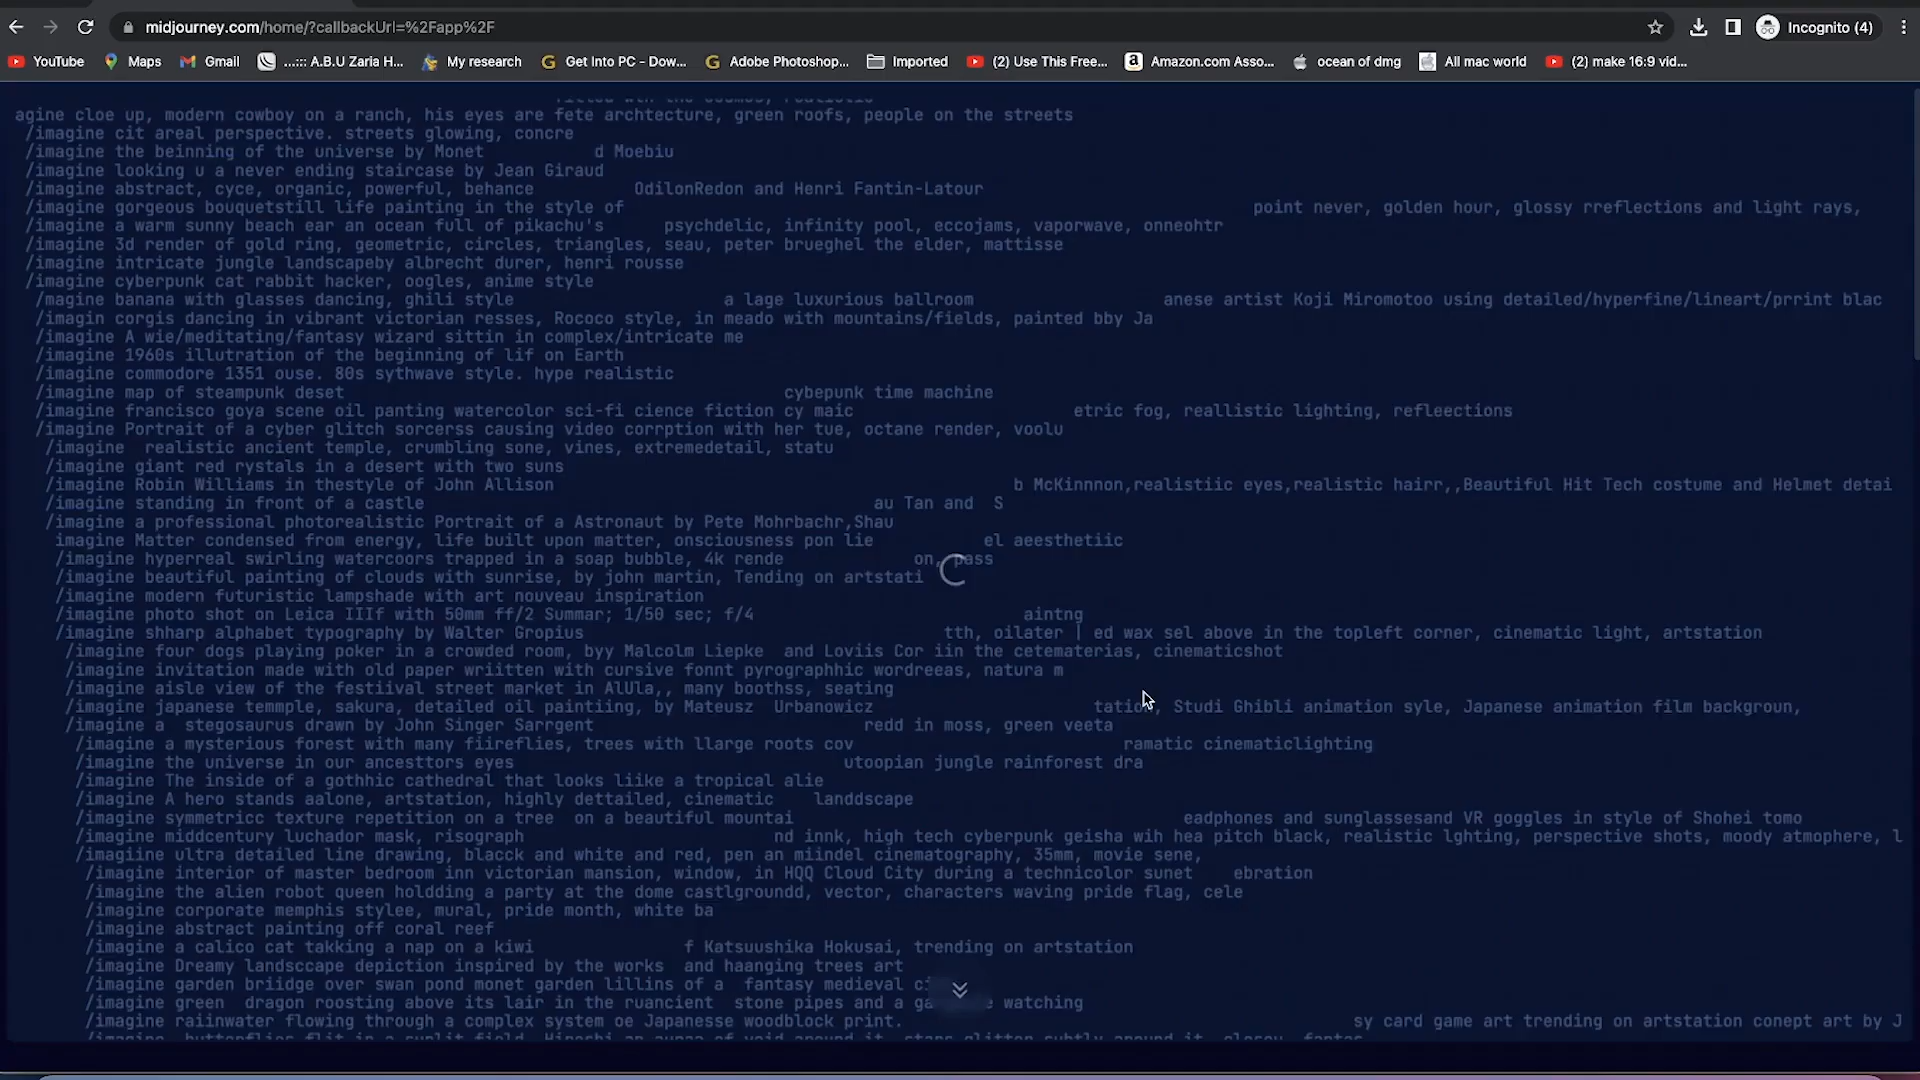 midjourney.com/home/?callbackUrl=%2Fapp%2F
Incognito (4)
YouTube Maps Gmail ...::: A.B.U Zaria H... My research Get Into PC - Dow... Adobe Photoshop... Imported (2) Use This Free... Amazon.com Asso... ocean of dmg All mac world (2) make 16:9 vid...
agine cloe up, modern cowboy on a ranch, his eyes are fete archtecture, green roofs, people on the streets
/imagine cit areal perspective. streets glowing, concre
/imagine the beinning of the universe by Monet d Moebiu
/imagine looking u a never ending staircase by Jean Giraud
/imagine abstract, cyce, organic, powerful, behance OdilonRedon and Henri Fantin-Latour
/imagine gorgeous bouquetstill life painting in the style of point never, golden hour, glossy rreflections and light rays,
/imagine a warm sunny beach ear an ocean full of pikachu's psychdelic, infinity pool, eccojams, vaporwave, onneohtr
/imagine 3d render of gold ring, geometric, circles, triangles, seau, peter brueghel the elder, mattisse
/imagine intricate jungle landscapeby albrecht durer, henri rousse
/imagine cyberpunk cat rabbit hacker, oogles, anime style
/magine banana with glasses dancing, ghili style a lage luxurious ballroom anese artist Koji Miromotoo using detailed/hyperfine/lineart/prrint blac
/imagin corgis dancing in vibrant victorian resses, Rococo style, in meado with mountains/fields, painted bby Ja
/imagine A wie/meditating/fantasy wizard sittin in complex/intricate me
/imagine 1960s illutration of the beginning of lif on Earth
/imagine commodore 1351 ouse. 80s sythwave style. hype realistic
/imagine map of steampunk deset cybepunk time machine
/imagine francisco goya scene oil panting watercolor sci-fi cience fiction cy maic etric fog, reallistic lighting, refleections
/imagine Portrait of a cyber glitch sorcerss causing video corrption with her tue, octane render, voolu
/imagine realistic ancient temple, crumbling sone, vines, extremedetail, statu
/imagine giant red rystals in a desert with two suns
/imagine Robin Williams in thestyle of John Allison b McKinnnon,realistiic eyes,realistic hairr,,Beautiful Hit Tech costume and Helmet detai
/imagine standing in front of a castle au Tan and S
/imagine a professional photorealistic Portrait of a Astronaut by Pete Mohrbachr,Shau
imagine Matter condensed from energy, life built upon matter, onsciousness pon lie el aeesthetiic
/imagine hyperreal swirling watercoors trapped in a soap bubble, 4k rende on, pass
/imagine beautiful painting of clouds with sunrise, by john martin, Tending on artstati
/imagine modern futuristic lampshade with art nouveau inspiration
/imagine photo shot on Leica IIIf with 50mm ff/2 Summar; 1/50 sec; f/4 aintng
/imagine shharp alphabet typography by Walter Gropius tth, oilater | ed wax sel above in the topleft corner, cinematic light, artstation
/imagine four dogs playing poker in a crowded room, byy Malcolm Liepke and Loviis Cor iin the cetematerias, cinematicshot
/imagine invitation made with old paper wriitten with cursive fonnt pyrographhic wordreeas, natura m
/imagine aisle view of the festiival street market in AlUla,, many boothss, seating
/imagine japanese temmple, sakura, detailed oil paintiing, by Mateusz Urbanowicz tation, Studi Ghibli animation syle, Japanese animation film backgroun,
/imagine a stegosaurus drawn by John Singer Sarrgent redd in moss, green veeta
/imagine a mysterious forest with many fiireflies, trees with llarge roots cov ramatic cinematiclighting
/imagine the universe in our ancesttors eyes utoopian jungle rainforest dra
/imagine The inside of a gothhic cathedral that looks liike a tropical alie
/imagine A hero stands aalone, artstation, highly dettailed, cinematic landdscape
/imagine symmetricc texture repetition on a tree on a beautiful mountai eadphones and sunglassesand VR goggles in style of Shohei tomo
/imagine middcentury luchador mask, risograph nd innk, high tech cyberpunk geisha wih hea pitch black, realistic lghting, perspective shots, moody atmophere, l
/imagiine ultra detailed line drawing, blacck and white and red, pen an miindel cinematography, 35mm, movie sene,
/imagine interior of master bedroom inn victorian mansion, window, in HQQ Cloud City during a technicolor sunet ebration
/imagine the alien robot queen holdding a party at the dome castlgroundd, vector, characters waving pride flag, cele
/imagine corporate memphis stylee, mural, pride month, white ba
/imagine abstract painting off coral reef
/imagine a calico cat takking a nap on a kiwi f Katsuushika Hokusai, trending on artstation
/imagine Dreamy landsccape depiction inspired by the works and haanging trees art
/imagine garden briidge over swan pond monet garden lillins of a fantasy medieval
/imagine green dragon roosting above its lair in the ruancient stone pipes and a watching
/imagine raiinwater flowing through a complex system oe Japanesse woodblock print. sy card game art trending on artstation conept art by J